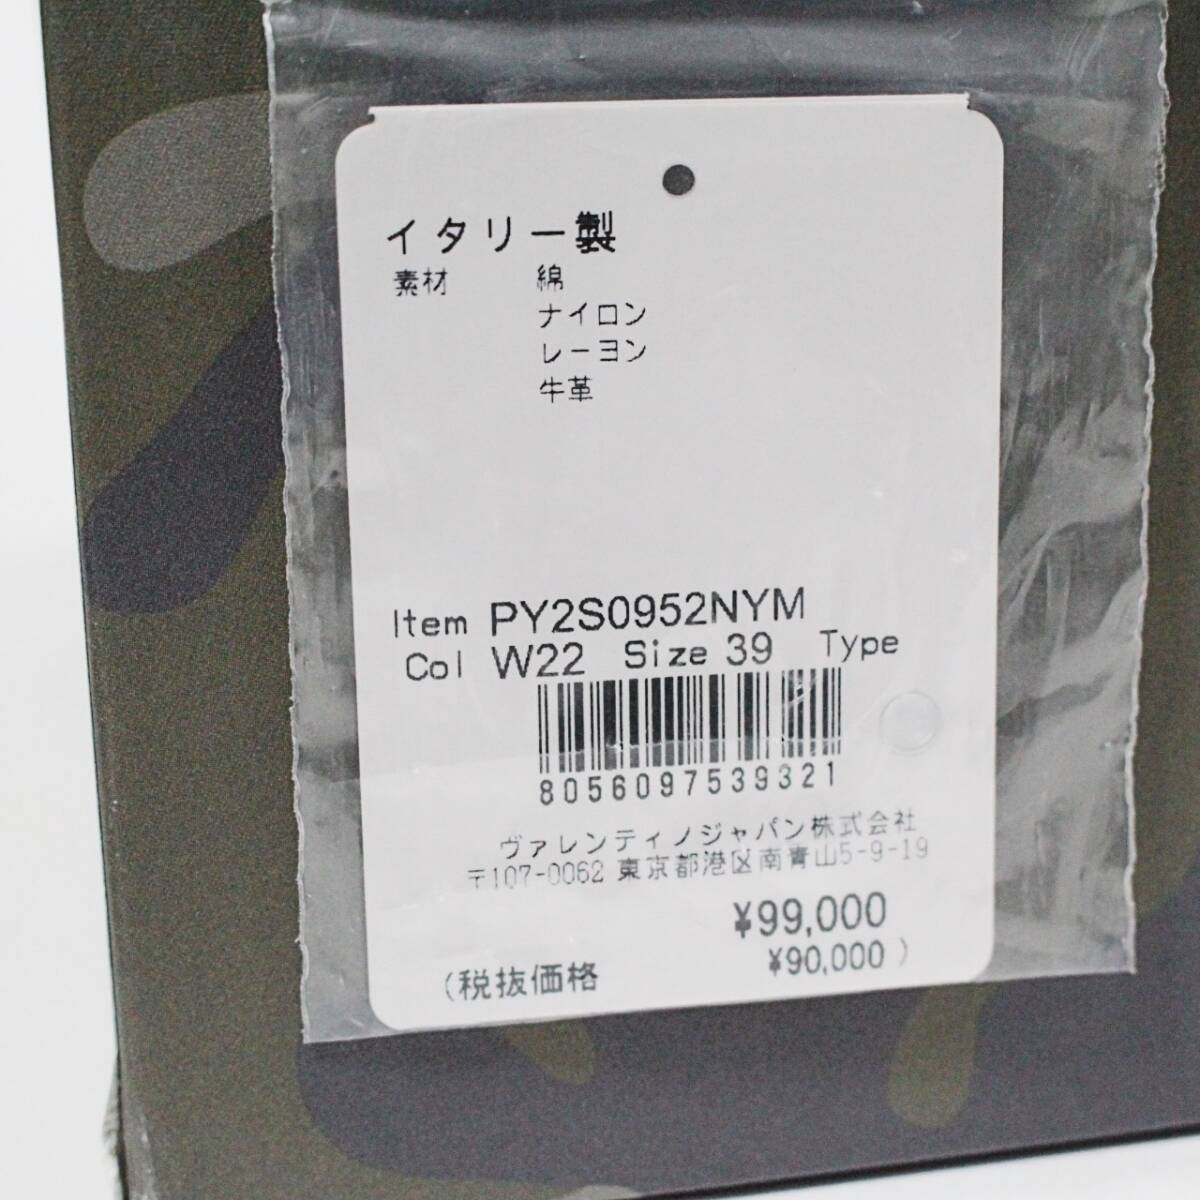 イタリー製
素材 綿
ナイロン
レーヨン
牛革
Item PY2S0952NYM
Col W22 Size 39 Type
8056097539321
ヴァレンティノジャパン株式会社
〒107-0062 東京都港区南青山5-9-19
¥99,000
(税抜価格 ¥90,000 )